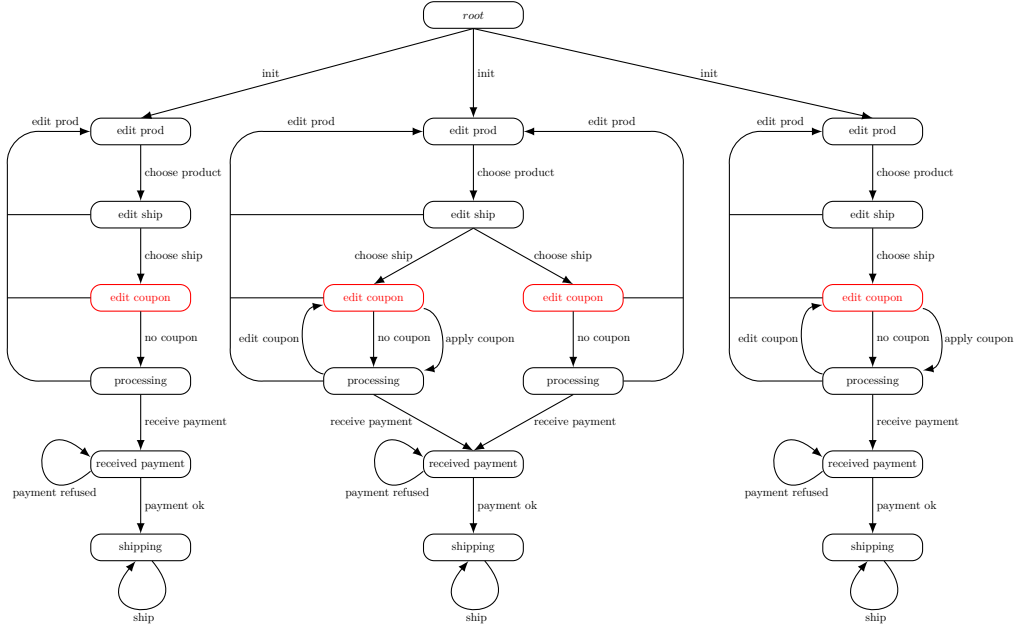 root
init
init
init
edit prod
edit prod
edit prod
edit prod
edit prod
edit prod
edit prod
edit prod
choose product
choose product
choose product
edit ship
edit ship
edit ship
choose ship
choose ship
choose ship
choose ship
edit coupon
edit coupon
edit coupon
edit coupon
no coupon
edit coupon
no coupon
apply coupon
no coupon
edit coupon
no coupon
apply coupon
processing
processing
processing
processing
receive payment
receive payment
receive payment
receive payment
received payment
received payment
received payment
payment refused
payment refused
payment refused
payment ok
payment ok
payment ok
shipping
shipping
shipping
ship
ship
ship